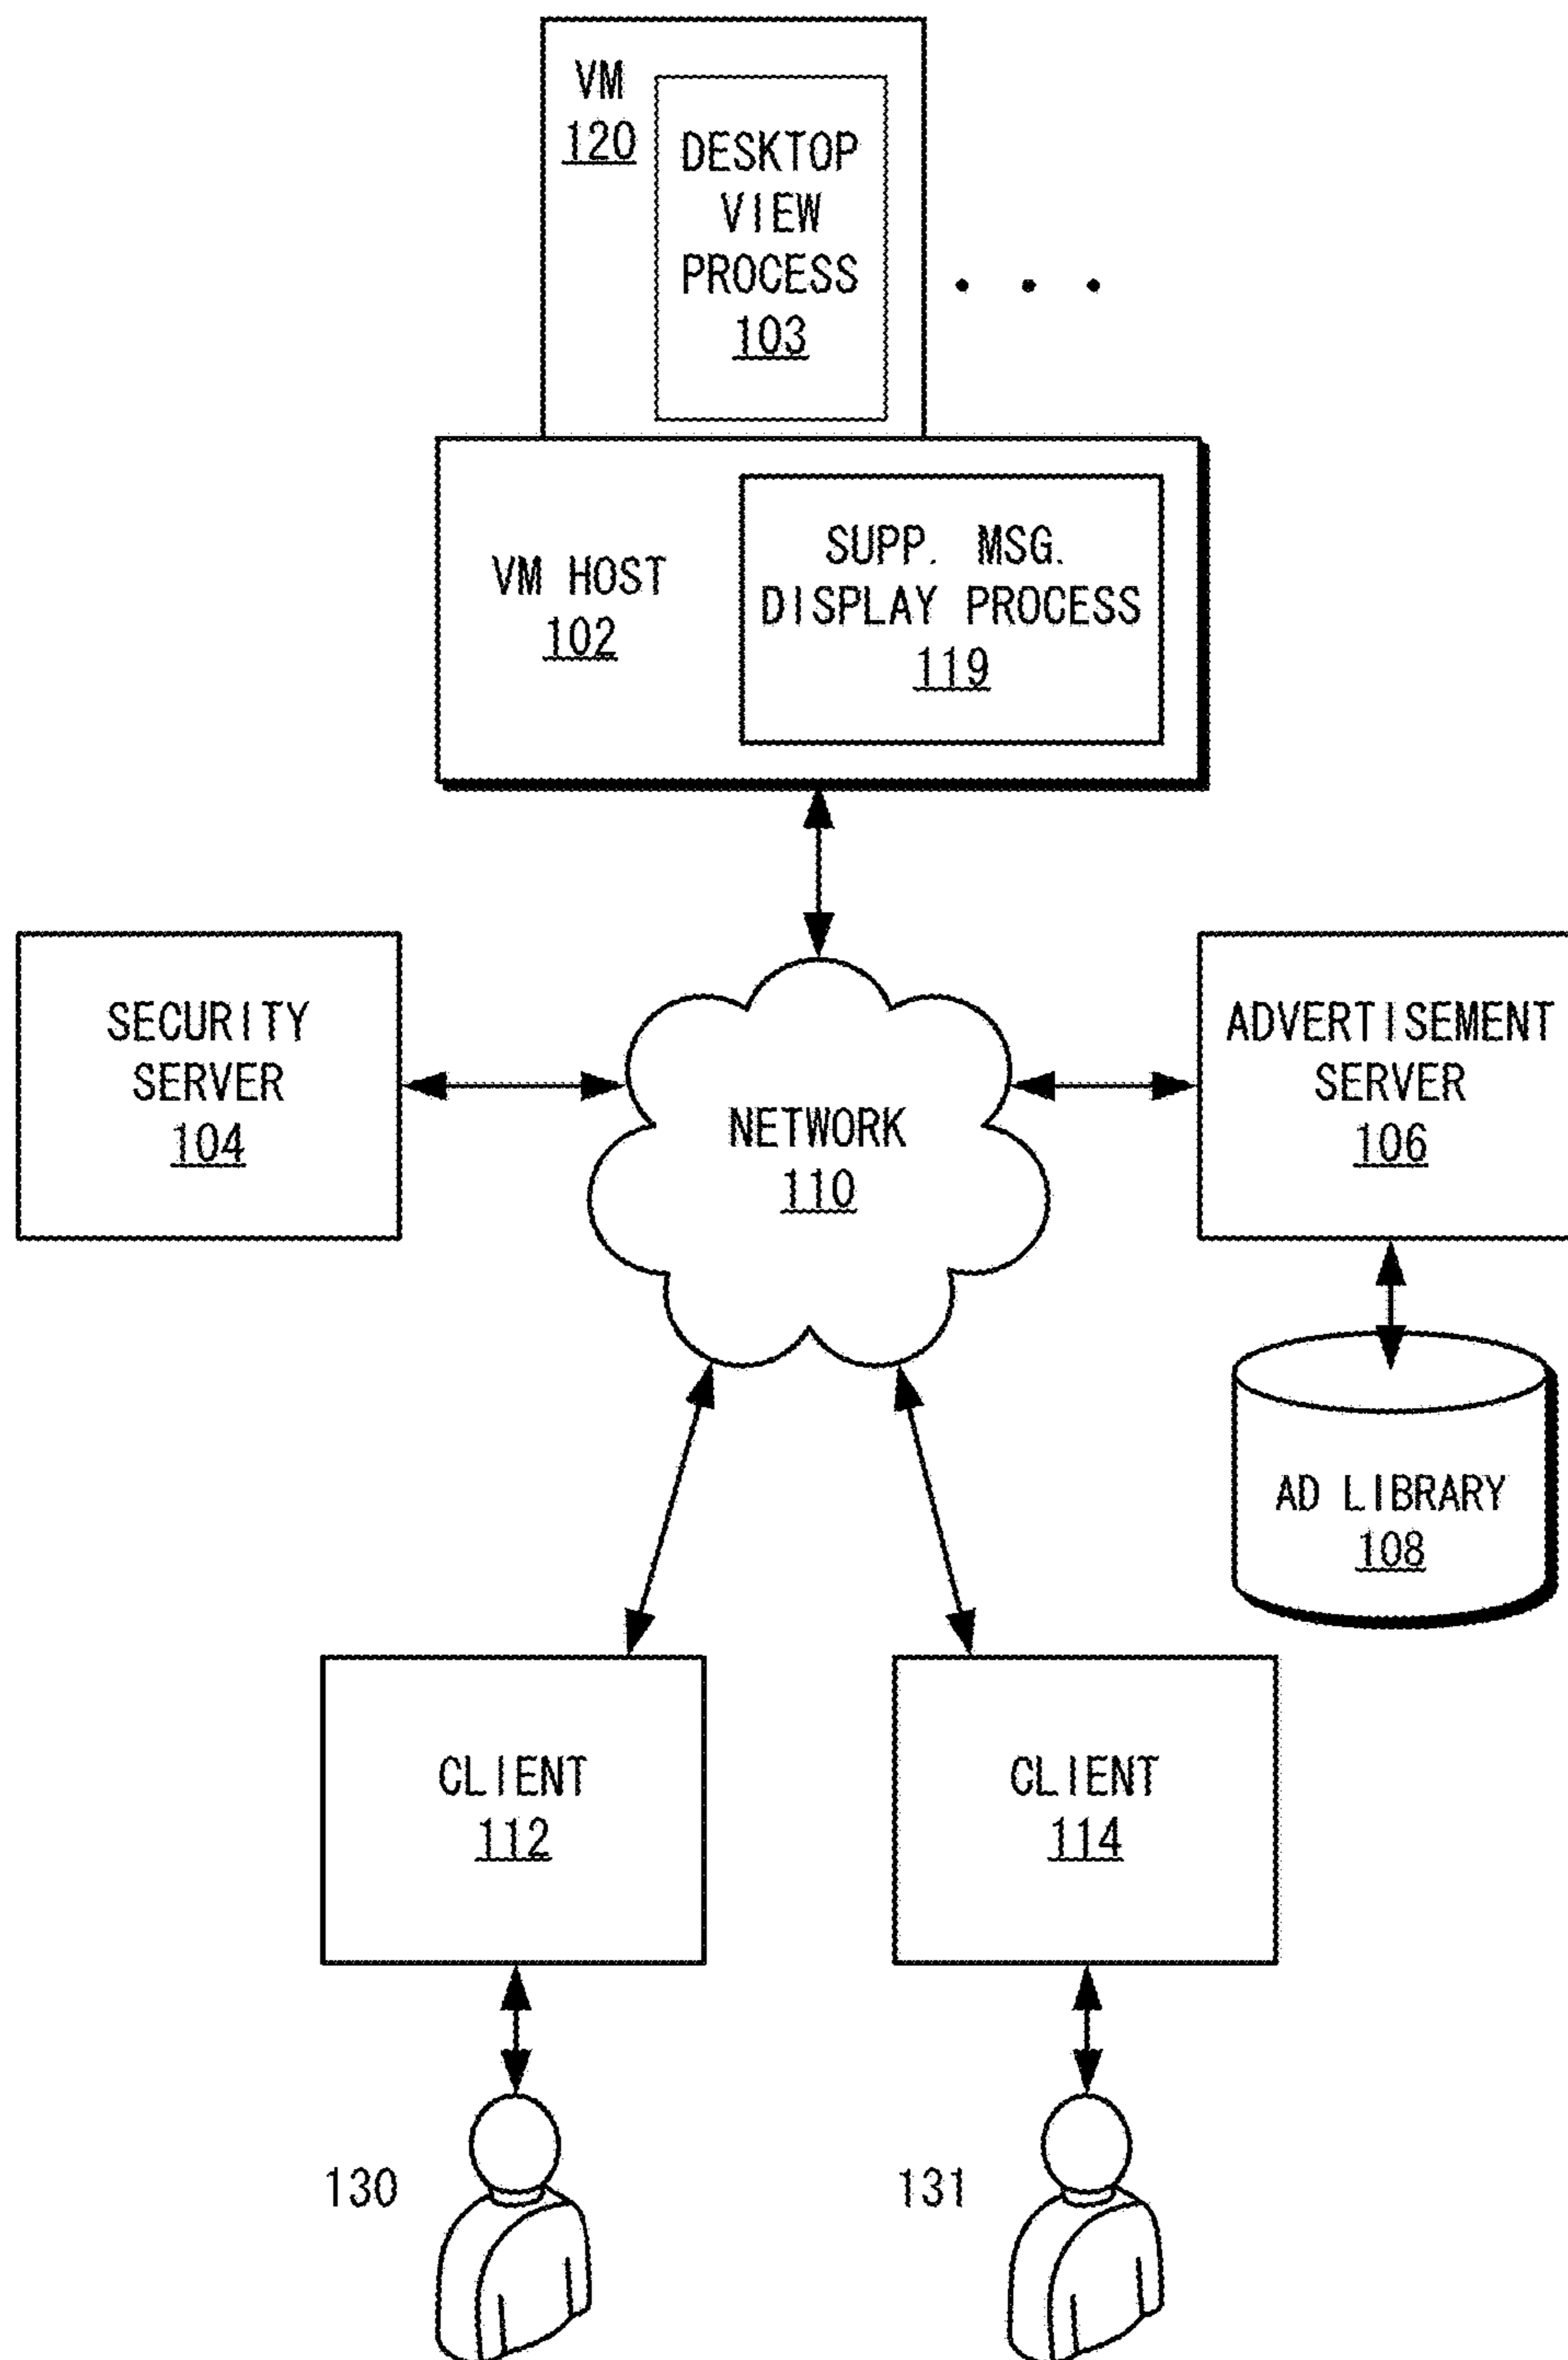 VM
120
DESKTOP
VIEW
PROCESS
103
VM HOST
102
SUPP. MSG.
DISPLAY PROCESS
119
SECURITY
SERVER
104
NETWORK
110
ADVERTISEMENT
SERVER
106
AD LIBRARY
108
CLIENT
112
CLIENT
114
130
131